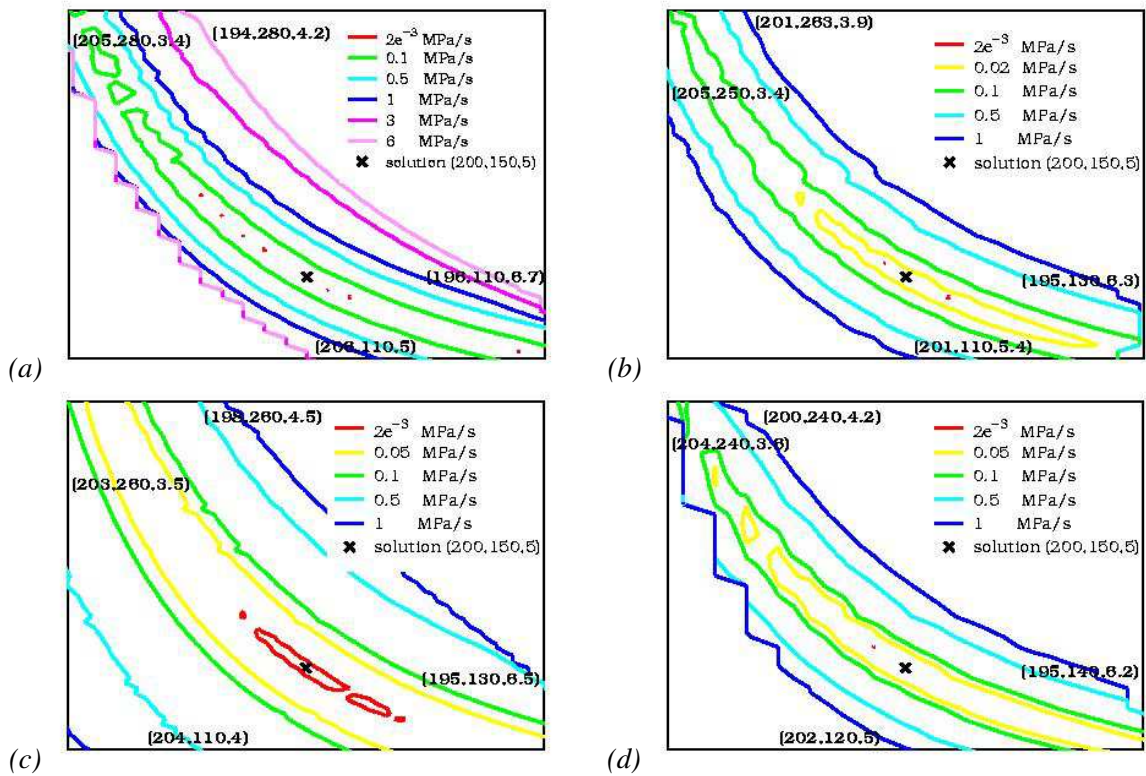 (205,280,3.4)
(194,280,4.2)
2e⁻³ MPa/s
0.1 MPa/s
0.5 MPa/s
1 MPa/s
3 MPa/s
6 MPa/s
solution (200,150,5)
(196,110,6.7)
(206,110,5)
(a)
(201,263,3.9)
(205,250,3.4)
2e⁻³ MPa/s
0.02 MPa/s
0.1 MPa/s
0.5 MPa/s
1 MPa/s
solution (200,150,5)
(195,130,6.3)
(201,110,5.4)
(b)
(198,260,4.5)
(203,260,3.5)
2e⁻³ MPa/s
0.05 MPa/s
0.1 MPa/s
0.5 MPa/s
1 MPa/s
solution (200,150,5)
(195,130,6.5)
(204,110,4)
(c)
(200,240,4.2)
(204,240,3.6)
2e⁻³ MPa/s
0.05 MPa/s
0.1 MPa/s
0.5 MPa/s
1 MPa/s
solution (200,150,5)
(195,140,6.2)
(202,120,5)
(d)